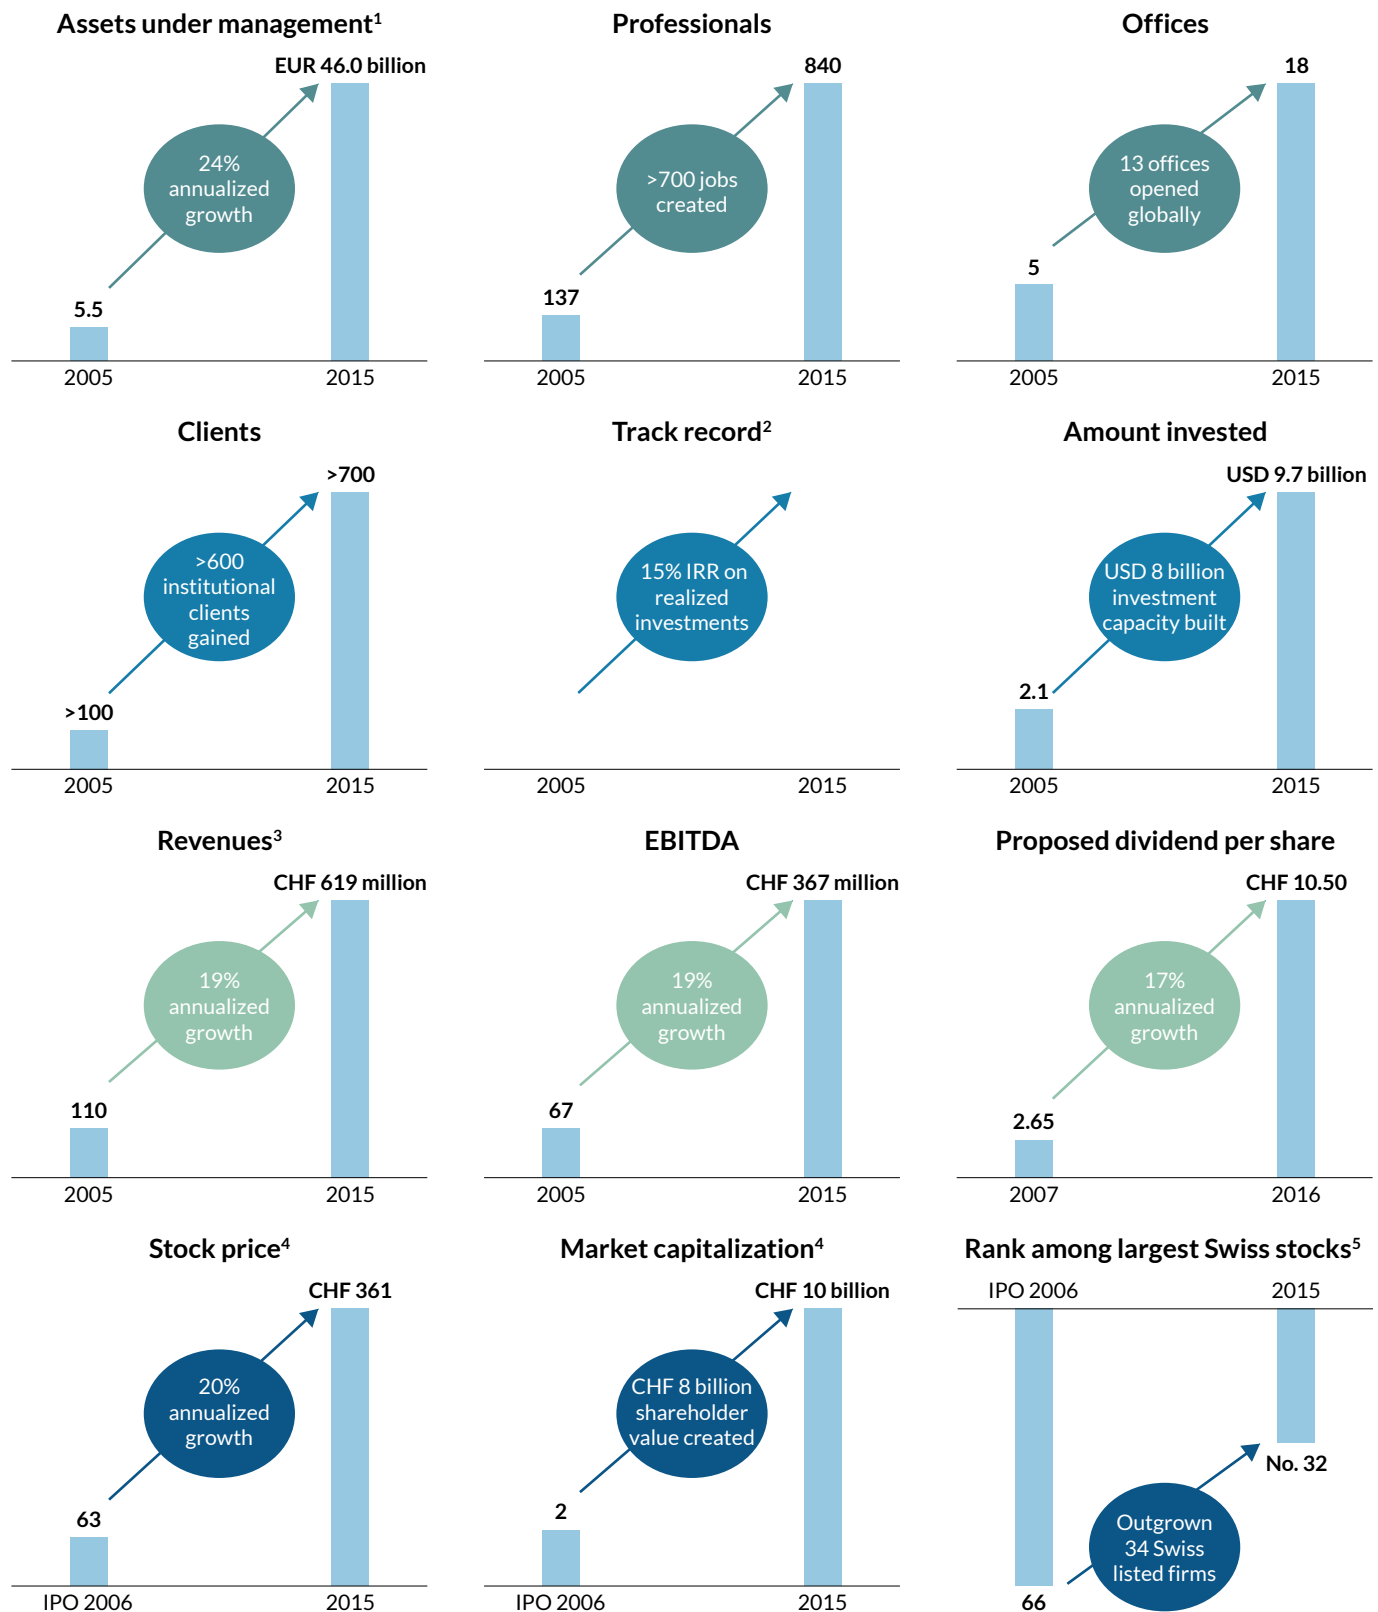 Assets under management¹
EUR 46.0 billion
24%
annualized
growth
5.5
2005
2015
Professionals
840
>700 jobs
created
137
2005
2015
Offices
18
13 offices
opened
globally
5
2005
2015
Clients
>700
>600
institutional
clients
gained
>100
2005
2015
Track record²
15% IRR on
realized
investments
2005
2015
Amount invested
USD 9.7 billion
USD 8 billion
investment
capacity built
2.1
2005
2015
Revenues³
CHF 619 million
19%
annualized
growth
110
2005
2015
EBITDA
CHF 367 million
19%
annualized
growth
67
2005
2015
Proposed dividend per share
CHF 10.50
17%
annualized
growth
2.65
2007
2016
Stock price⁴
CHF 361
20%
annualized
growth
63
IPO 2006
2015
Market capitalization⁴
CHF 10 billion
CHF 8 billion
shareholder
value created
2
IPO 2006
2015
Rank among largest Swiss stocks⁵
IPO 2006
2015
No. 32
Outgrown
34 Swiss
listed firms
66